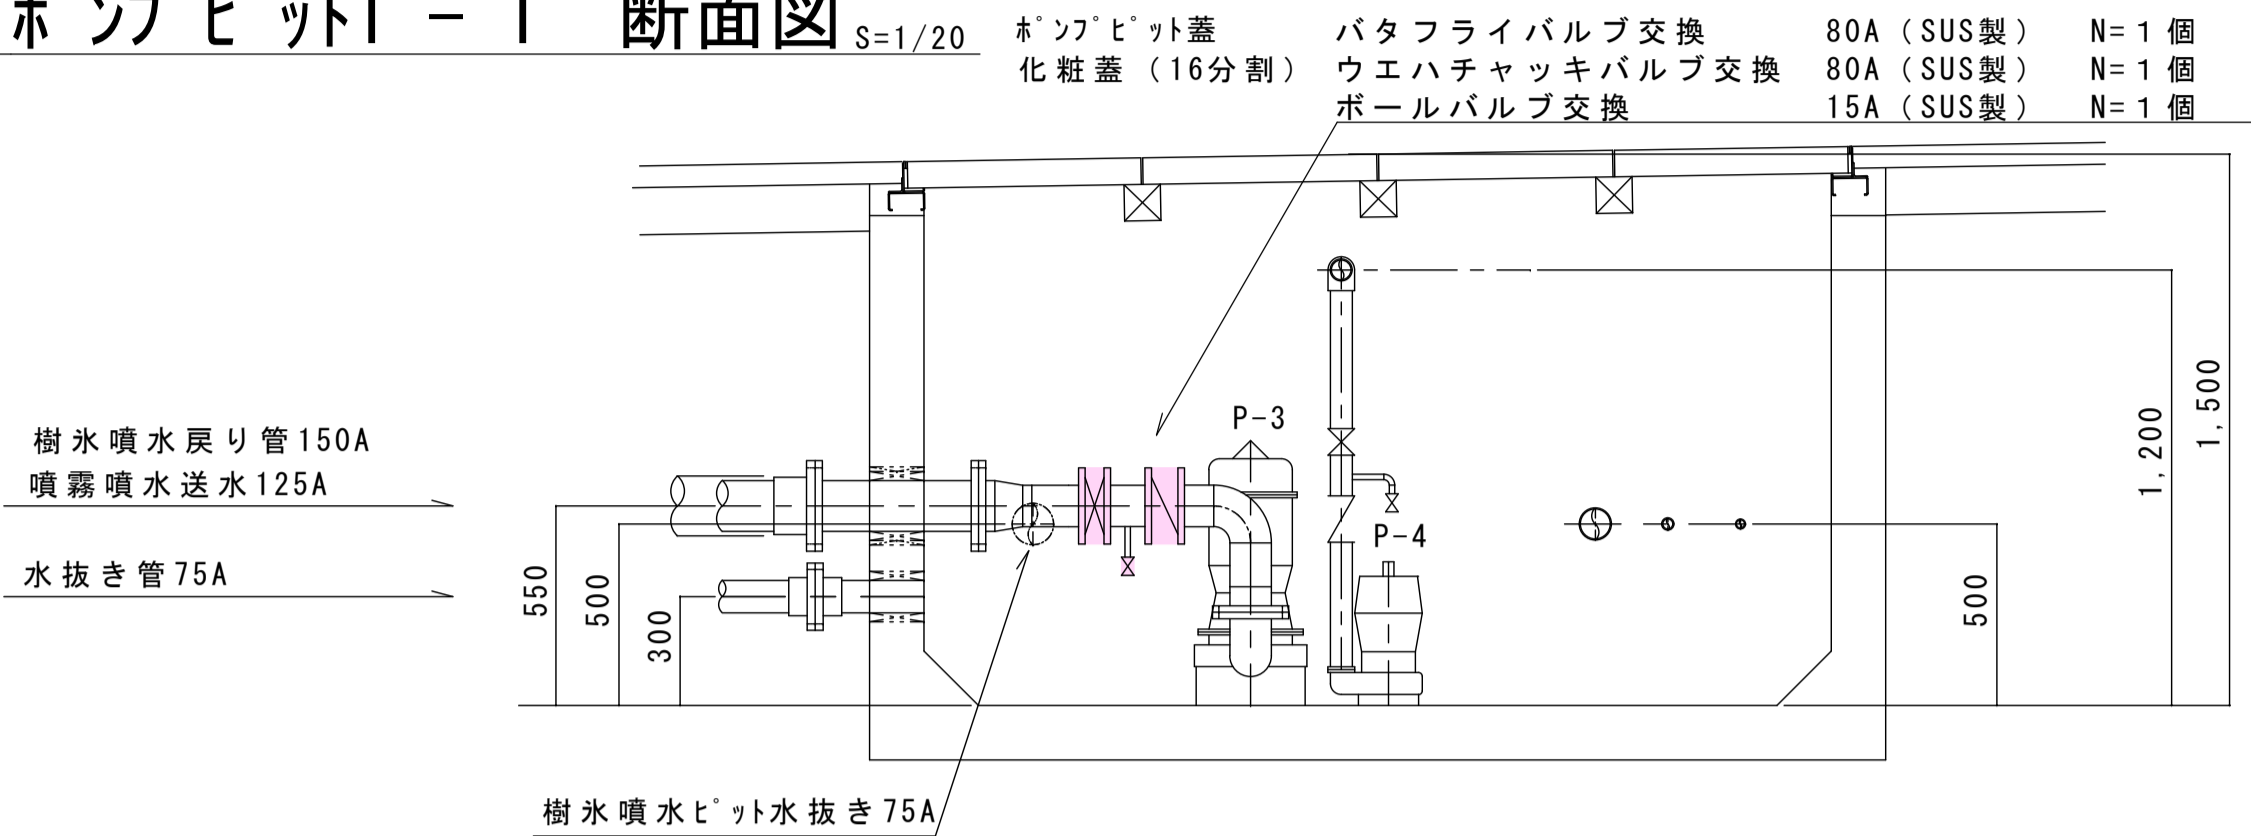 ﾎﾟﾝﾌﾟﾋﾟｯﾄ1－1　断面図 S=1/20
ﾎﾟﾝﾌﾟﾋﾟｯﾄ蓋
化粧蓋（16分割）
バタフライバルブ交換　80A（SUS製）　N=1個
ウエハチャッキバルブ交換　80A（SUS製）　N=1個
ボールバルブ交換　15A（SUS製）　N=1個
樹氷噴水戻り管150A
噴霧噴水送水125A
水抜き管75A
550
500
300
P-3
P-4
500
1,200
1,500
樹氷噴水ﾋﾟｯﾄ水抜き75A